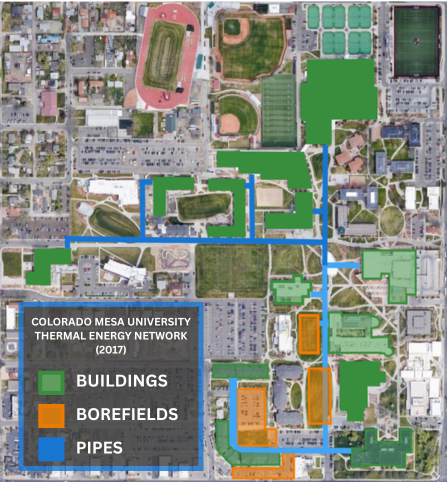 COLORADO MESA UNIVERSITY
THERMAL ENERGY NETWORK
(2017)
BUILDINGS
BOREFIELDS
PIPES